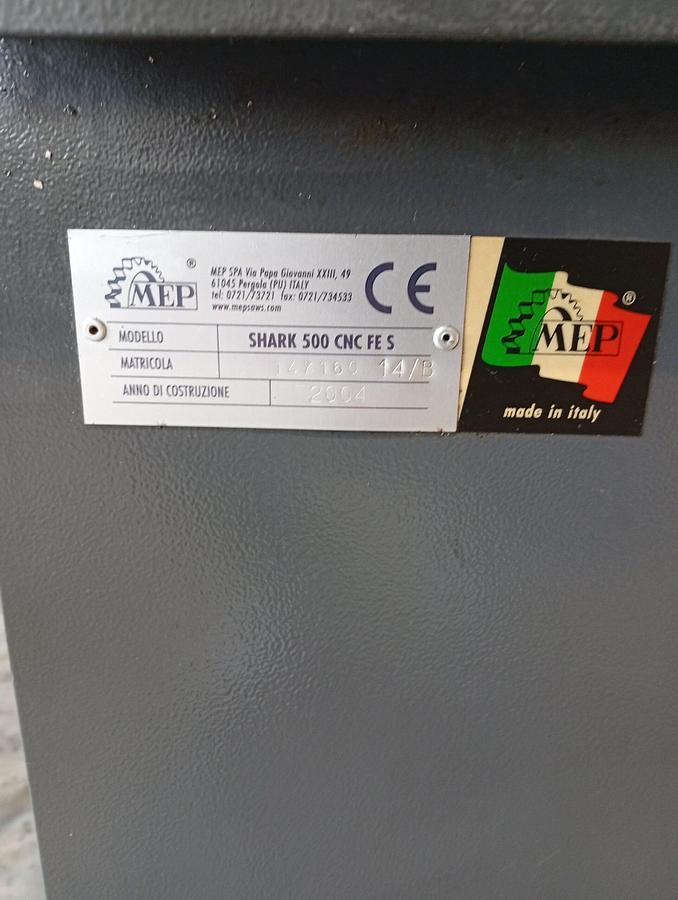 MEP
®
MEP SPA Via Papa Giovanni XXIII, 49
61045 Pergola (PU) ITALY
tel: 0721/73721 fax: 0721/734533
www.mepsaws.com
CE
MODELLO SHARK 500 CNC FE S
MATRICOLA 14/B
ANNO DI COSTRUZIONE 2004
MEP
®
made in italy